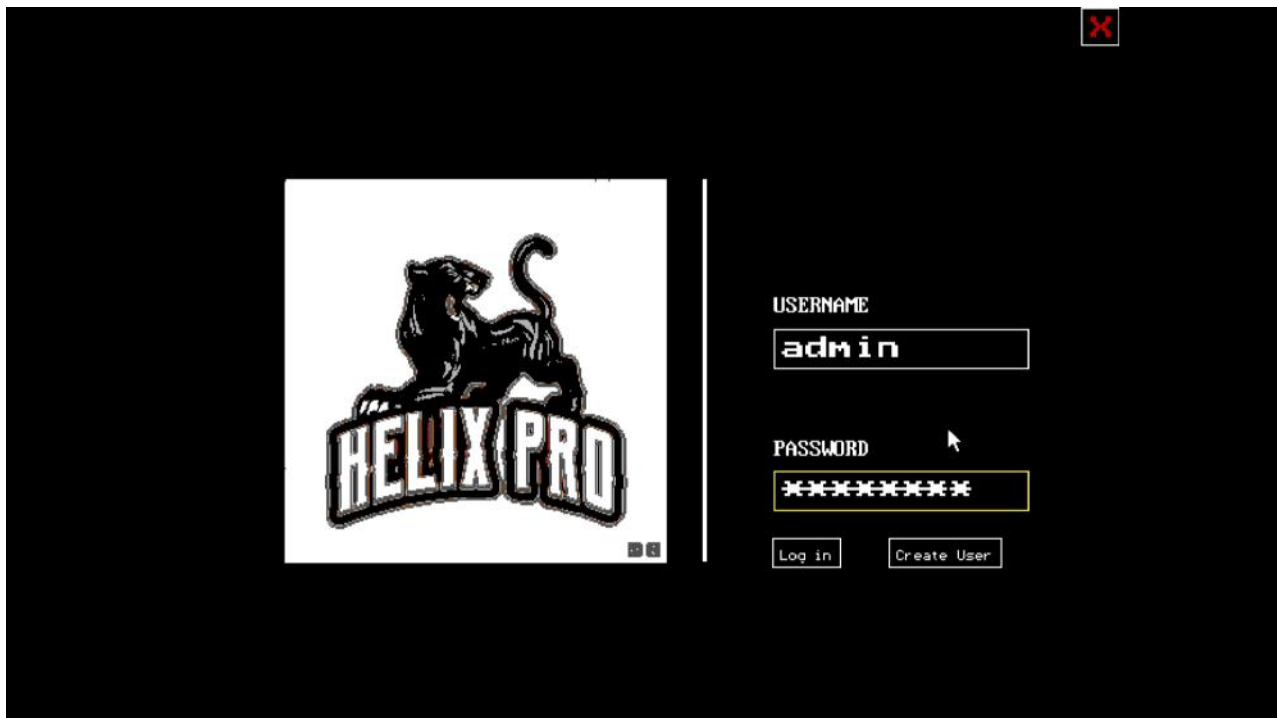 HELIX PRO
USERNAME
admin
PASSWORD
********
Log in
Create User